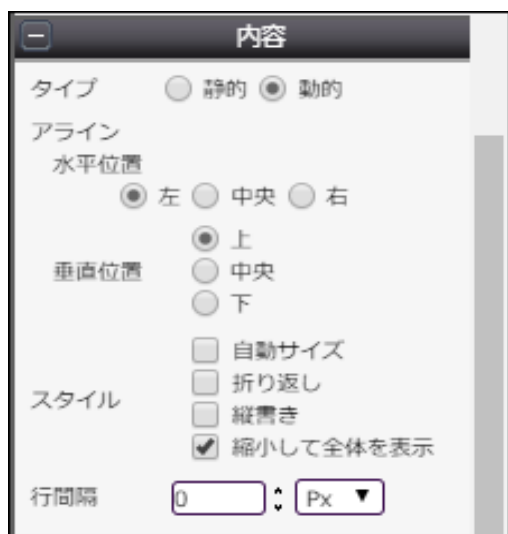 内容
タイプ 静的 動的
アライン
水平位置
左 中央 右
上
垂直位置 中央
下
自動サイズ
折り返し
スタイル
縦書き
縮小して全体を表示
行間隔 0 Px